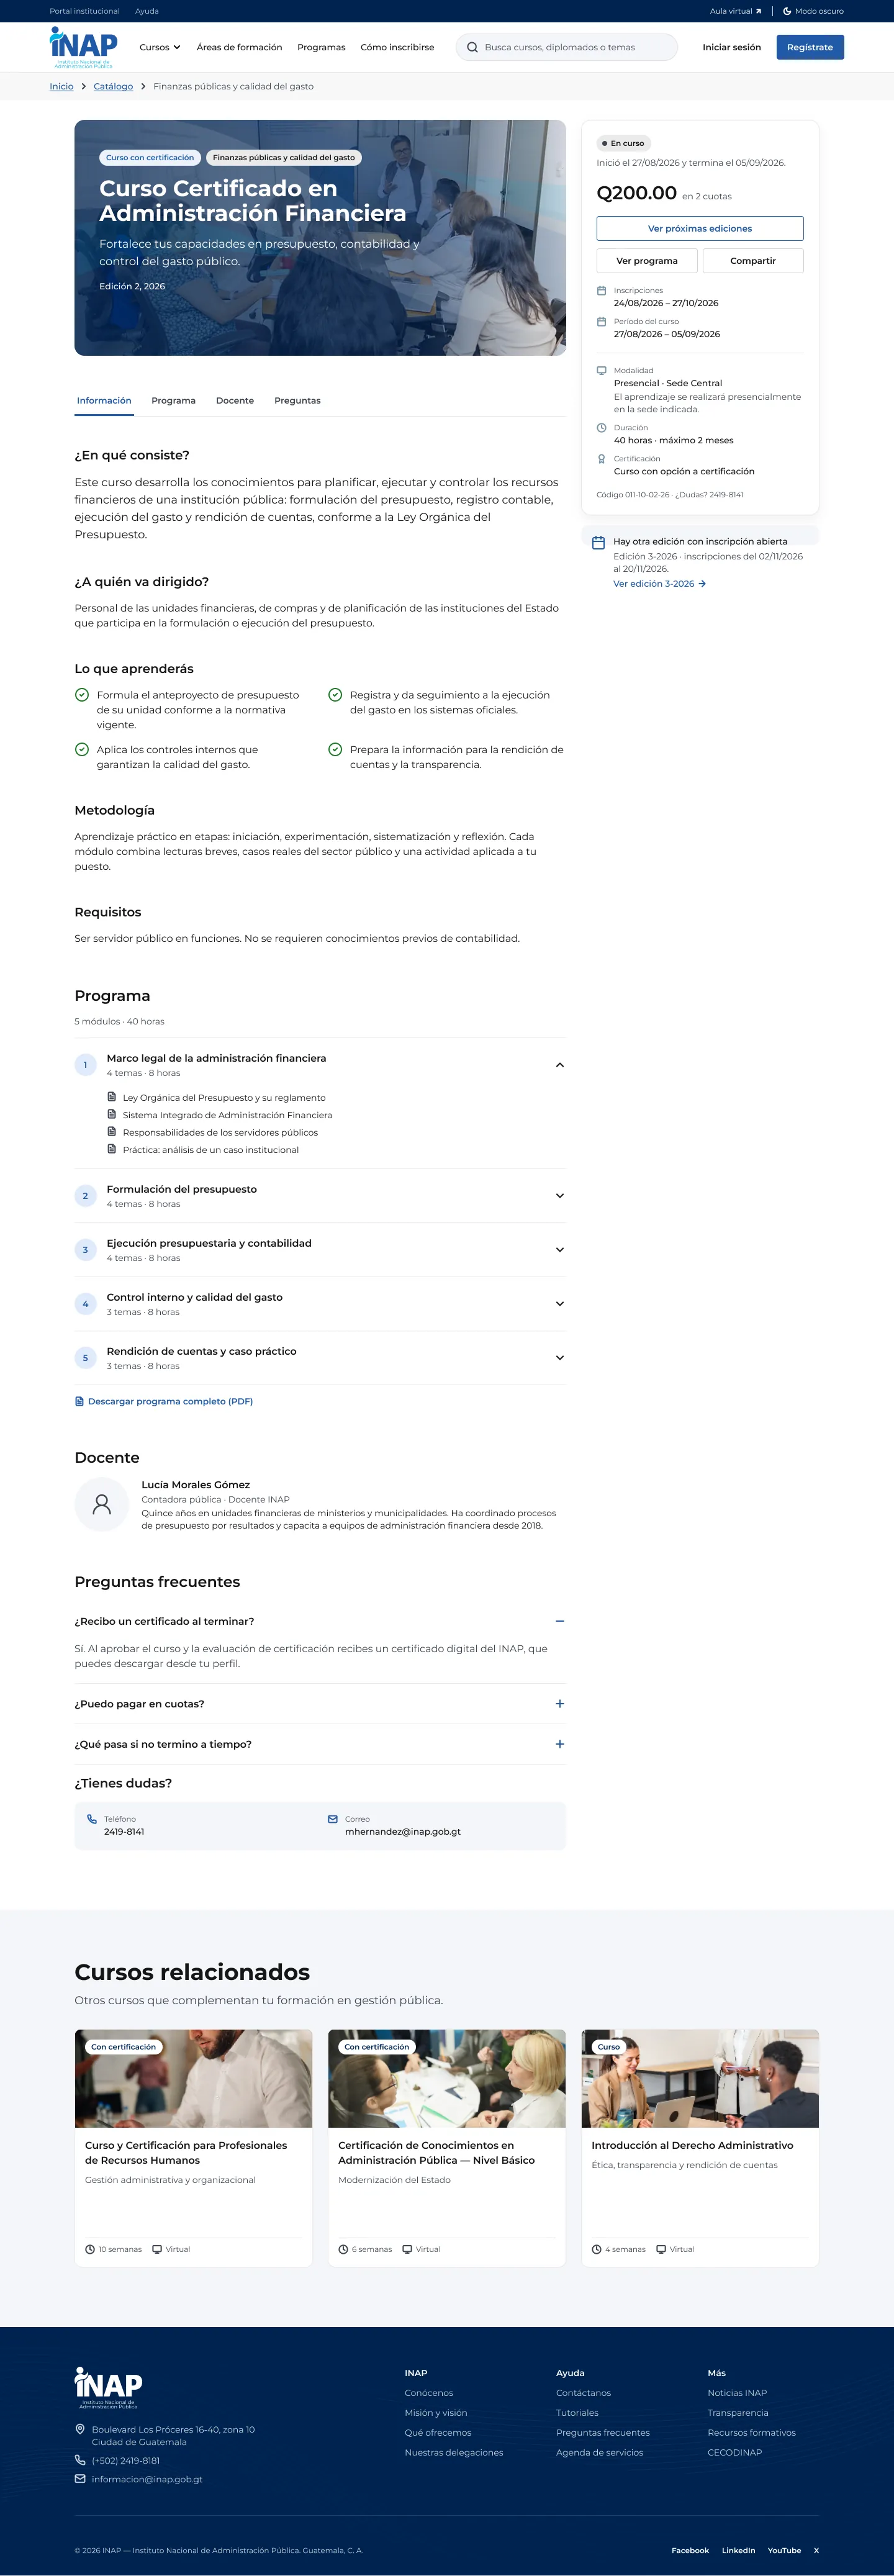 Portal institucional Ayuda Aula virtual Modo oscuro
INAP
Instituto Nacional de
Administración Pública
Cursos Áreas de formación Programas Cómo inscribirse Busca cursos, diplomados o temas Iniciar sesión Regístrate
Inicio Catálogo Finanzas públicas y calidad del gasto
Curso con certificación Finanzas públicas y calidad del gasto
Curso Certificado en
Administración Financiera
Fortalece tus capacidades en presupuesto, contabilidad y
control del gasto público.
Edición 2, 2026
Información Programa Docente Preguntas
¿En qué consiste?
Este curso desarrolla los conocimientos para planificar, ejecutar y controlar los recursos
financieros de una institución pública: formulación del presupuesto, registro contable,
ejecución del gasto y rendición de cuentas, conforme a la Ley Orgánica del
Presupuesto.
¿A quién va dirigido?
Personal de las unidades financieras, de compras y de planificación de las instituciones del Estado
que participa en la formulación o ejecución del presupuesto.
Lo que aprenderás
Formula el anteproyecto de presupuesto
de su unidad conforme a la normativa
vigente.
Registra y da seguimiento a la ejecución
del gasto en los sistemas oficiales.
Aplica los controles internos que
garantizan la calidad del gasto.
Prepara la información para la rendición de
cuentas y la transparencia.
Metodología
Aprendizaje práctico en etapas: iniciación, experimentación, sistematización y reflexión. Cada
módulo combina lecturas breves, casos reales del sector público y una actividad aplicada a tu
puesto.
Requisitos
Ser servidor público en funciones. No se requieren conocimientos previos de contabilidad.
Programa
5 módulos · 40 horas
1 Marco legal de la administración financiera
4 temas · 8 horas
Ley Orgánica del Presupuesto y su reglamento
Sistema Integrado de Administración Financiera
Responsabilidades de los servidores públicos
Práctica: análisis de un caso institucional
2 Formulación del presupuesto
4 temas · 8 horas
3 Ejecución presupuestaria y contabilidad
4 temas · 8 horas
4 Control interno y calidad del gasto
3 temas · 8 horas
5 Rendición de cuentas y caso práctico
3 temas · 8 horas
Descargar programa completo (PDF)
Docente
Lucía Morales Gómez
Contadora pública · Docente INAP
Quince años en unidades financieras de ministerios y municipalidades. Ha coordinado procesos
de presupuesto por resultados y capacita a equipos de administración financiera desde 2018.
Preguntas frecuentes
¿Recibo un certificado al terminar?
Sí. Al aprobar el curso y la evaluación de certificación recibes un certificado digital del INAP, que
puedes descargar desde tu perfil.
¿Puedo pagar en cuotas?
¿Qué pasa si no termino a tiempo?
¿Tienes dudas?
Teléfono
2419-8141
Correo
mhernandez@inap.gob.gt
En curso
Inició el 27/08/2026 y termina el 05/09/2026.
Q200.00 en 2 cuotas
Ver próximas ediciones
Ver programa Compartir
Inscripciones
24/08/2026 – 27/10/2026
Período del curso
27/08/2026 – 05/09/2026
Modalidad
Presencial · Sede Central
El aprendizaje se realizará presencialmente
en la sede indicada.
Duración
40 horas · máximo 2 meses
Certificación
Curso con opción a certificación
Código 011-10-02-26 · ¿Dudas? 2419-8141
Hay otra edición con inscripción abierta
Edición 3-2026 · inscripciones del 02/11/2026
al 20/11/2026.
Ver edición 3-2026
Cursos relacionados
Otros cursos que complementan tu formación en gestión pública.
Con certificación
Curso y Certificación para Profesionales
de Recursos Humanos
Gestión administrativa y organizacional
10 semanas Virtual
Con certificación
Certificación de Conocimientos en
Administración Pública — Nivel Básico
Modernización del Estado
6 semanas Virtual
Curso
Introducción al Derecho Administrativo
Ética, transparencia y rendición de cuentas
4 semanas Virtual
INAP
Instituto Nacional de
Administración Pública
Boulevard Los Próceres 16-40, zona 10
Ciudad de Guatemala
(+502) 2419-8181
informacion@inap.gob.gt
INAP
Conócenos
Misión y visión
Qué ofrecemos
Nuestras delegaciones
Ayuda
Contáctanos
Tutoriales
Preguntas frecuentes
Agenda de servicios
Más
Noticias INAP
Transparencia
Recursos formativos
CECODINAP
© 2026 INAP — Instituto Nacional de Administración Pública. Guatemala, C. A.
Facebook LinkedIn YouTube X